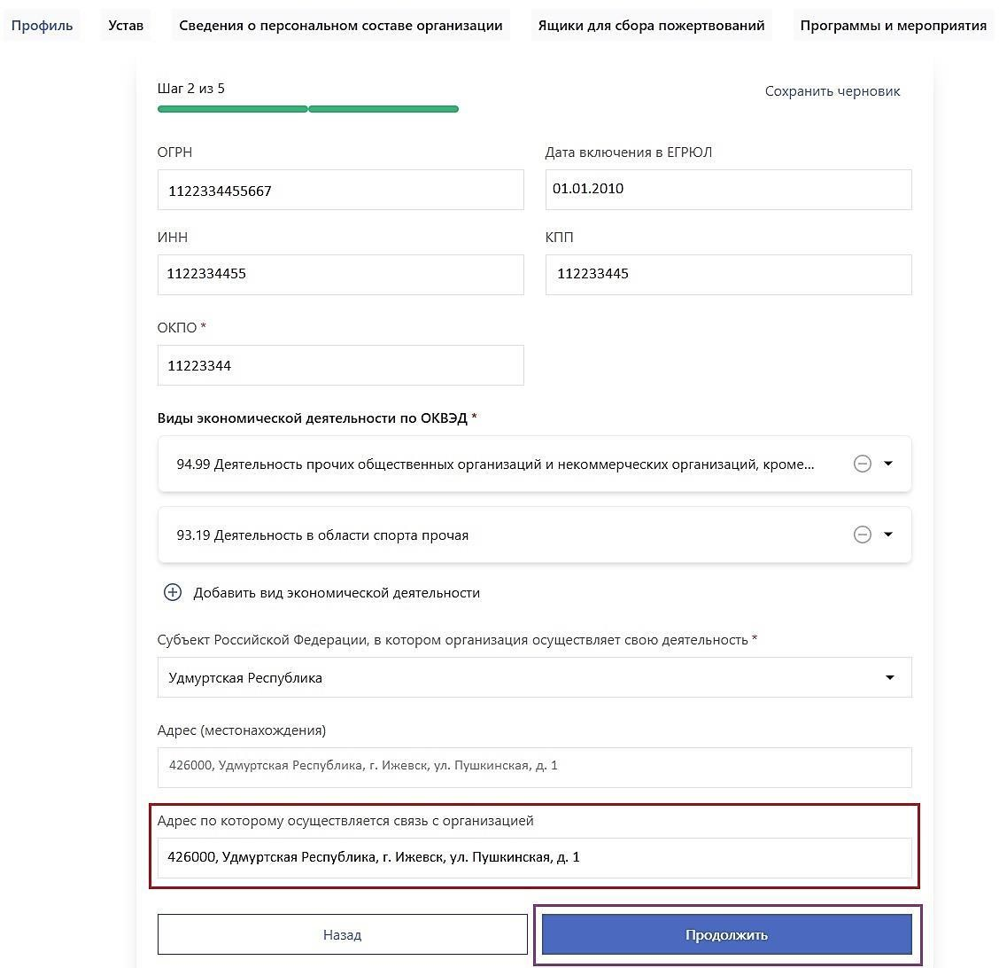 Профиль Устав Сведения о персональном составе организации Ящики для сбора пожертвований Программы и мероприятия
Шаг 2 из 5
Сохранить черновик
ОГРН Дата включения в ЕГРЮЛ
1122334455667 01.01.2010
ИНН КПП
1122334455 112233445
ОКПО *
11223344
Виды экономической деятельности по ОКВЭД *
94.99 Деятельность прочих общественных организаций и некоммерческих организаций, кроме...
93.19 Деятельность в области спорта прочая
Добавить вид экономической деятельности
Субъект Российской Федерации, в котором организация осуществляет свою деятельность *
Удмуртская Республика
Адрес (местонахождения)
426000, Удмуртская Республика, г. Ижевск, ул. Пушкинская, д. 1
Адрес по которому осуществляется связь с организацией
426000, Удмуртская Республика, г. Ижевск, ул. Пушкинская, д. 1
Назад Продолжить